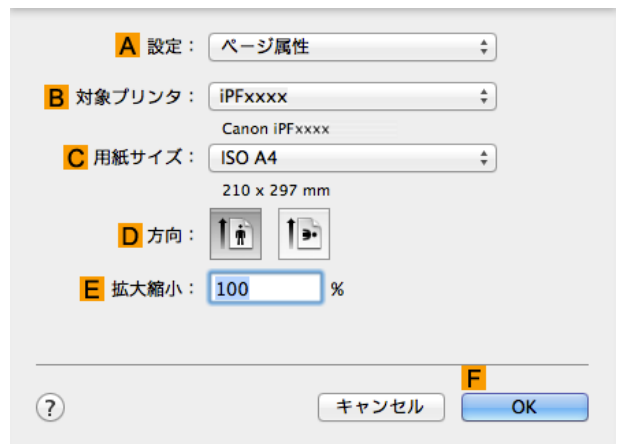 A 設定： ページ属性
B 対象プリンタ： iPFxxxx
Canon iPFxxxx
C 用紙サイズ： ISO A4
210 x 297 mm
D 方向：
E 拡大縮小： 100 %
F
? キャンセル OK